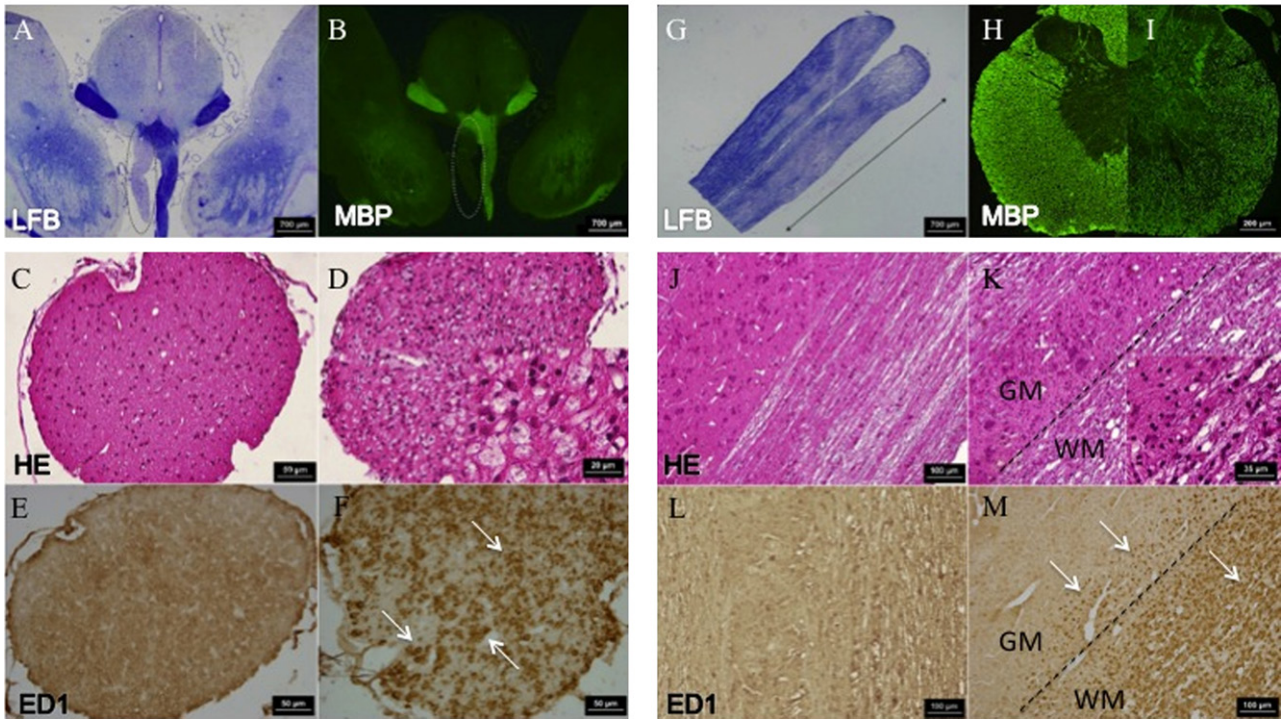 A
LFB
700 µm
B
MBP
700 µm
G
LFB
700 µm
H
I
MBP
200 µm
C
HE
50 µm
D
20 µm
J
HE
100 µm
K
GM
WM
35 µm
E
ED1
50 µm
F
50 µm
L
ED1
100 µm
M
GM
WM
100 µm